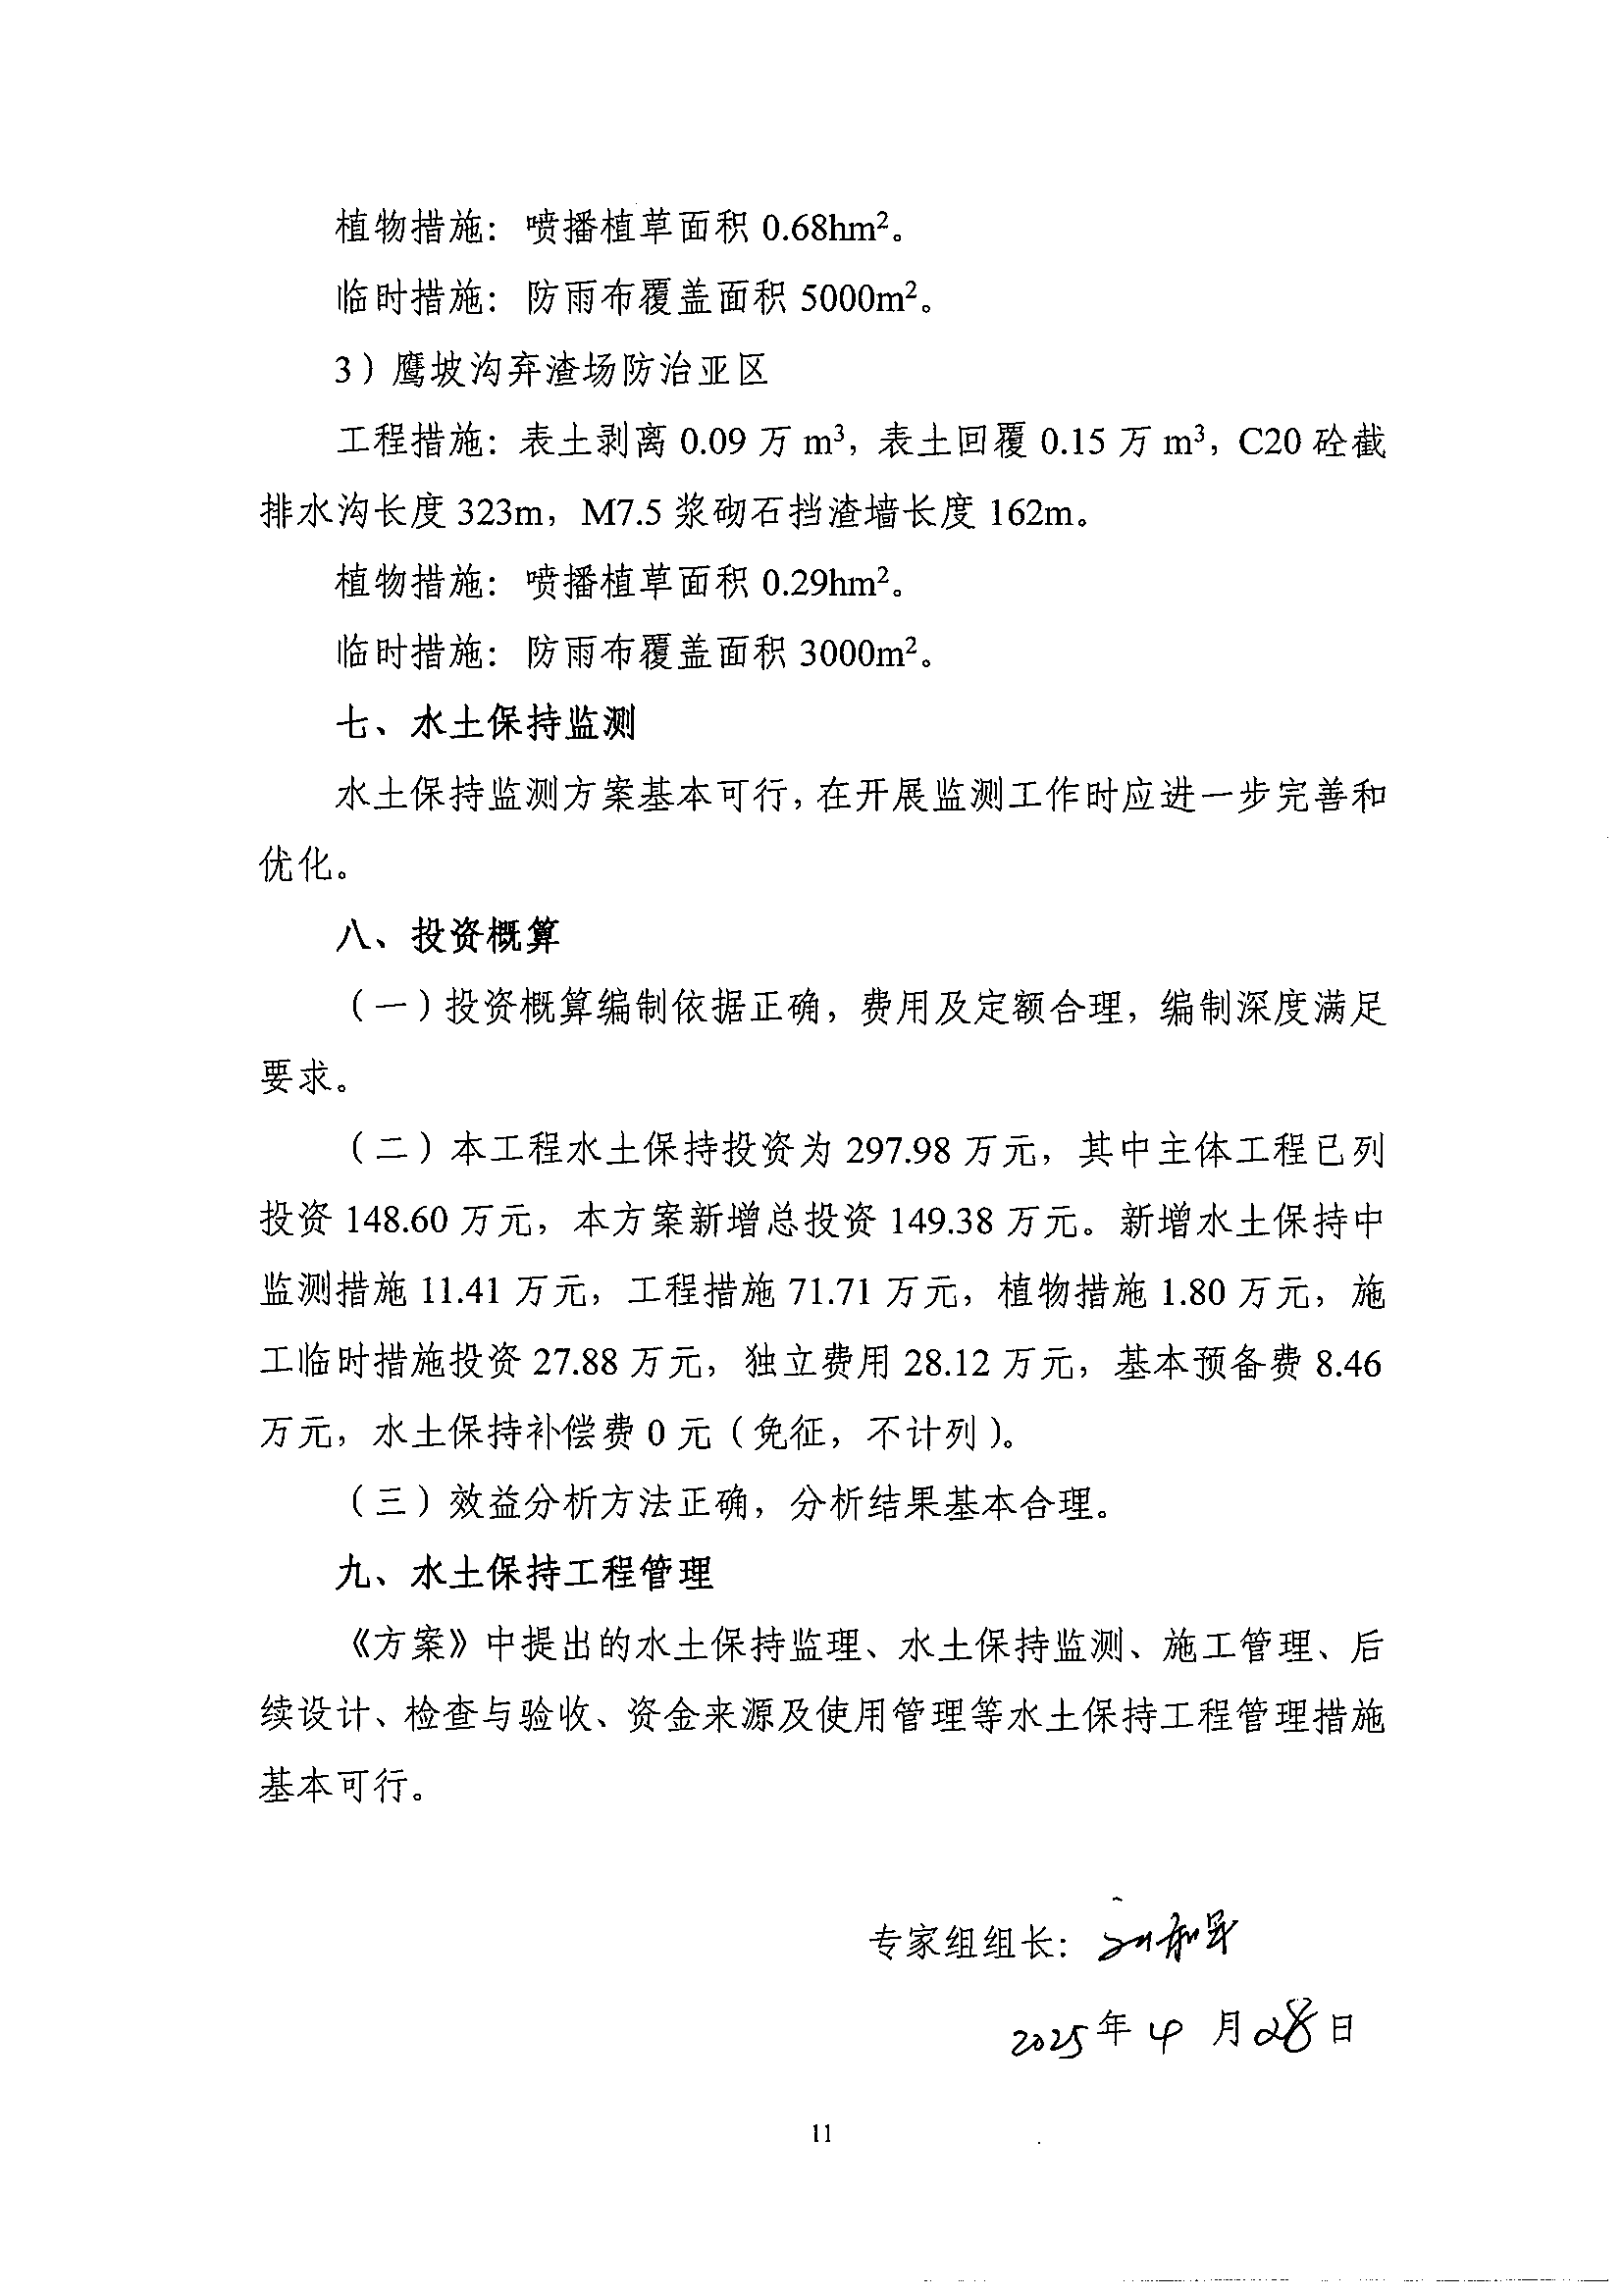 植物措施：喷播植草面积 0.68hm²。
临时措施：防雨布覆盖面积 5000m²。
3）鹰坡沟弃渣场防治亚区
工程措施：表土剥离 0.09 万 m³，表土回覆 0.15 万 m³，C20 砼截
排水沟长度 323m，M7.5 浆砌石挡渣墙长度 162m。
植物措施：喷播植草面积 0.29hm²。
临时措施：防雨布覆盖面积 3000m²。
七、水土保持监测
水土保持监测方案基本可行，在开展监测工作时应进一步完善和
优化。
八、投资概算
（一）投资概算编制依据正确，费用及定额合理，编制深度满足
要求。
（二）本工程水土保持投资为 297.98 万元，其中主体工程已列
投资 148.60 万元，本方案新增总投资 149.38 万元。新增水土保持中
监测措施 11.41 万元，工程措施 71.71 万元，植物措施 1.80 万元，施
工临时措施投资 27.88 万元，独立费用 28.12 万元，基本预备费 8.46
万元，水土保持补偿费 0 元（免征，不计列）。
（三）效益分析方法正确，分析结果基本合理。
九、水土保持工程管理
《方案》中提出的水土保持监理、水土保持监测、施工管理、后
续设计、检查与验收、资金来源及使用管理等水土保持工程管理措施
基本可行。
专家组组长：
2025年4月28日
11